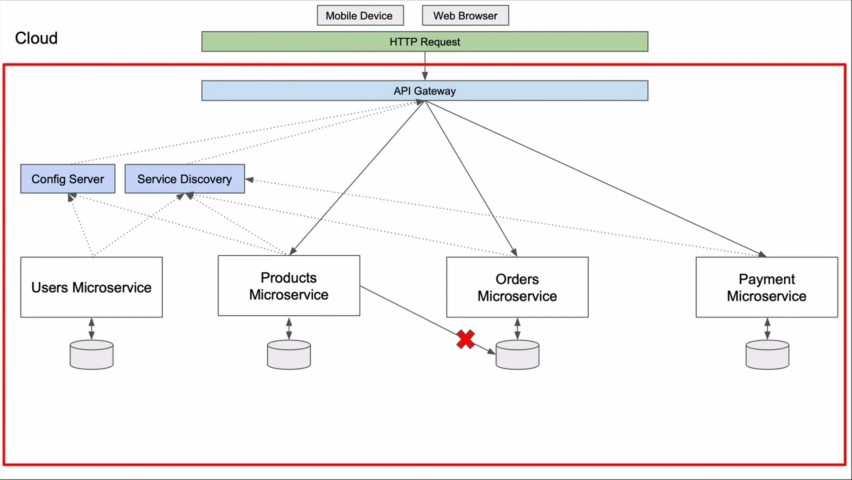 Mobile Device
Web Browser
Cloud
HTTP Request
API Gateway
Config Server
Service Discovery
Users Microservice
Products
Microservice
Orders
Microservice
Payment
Microservice